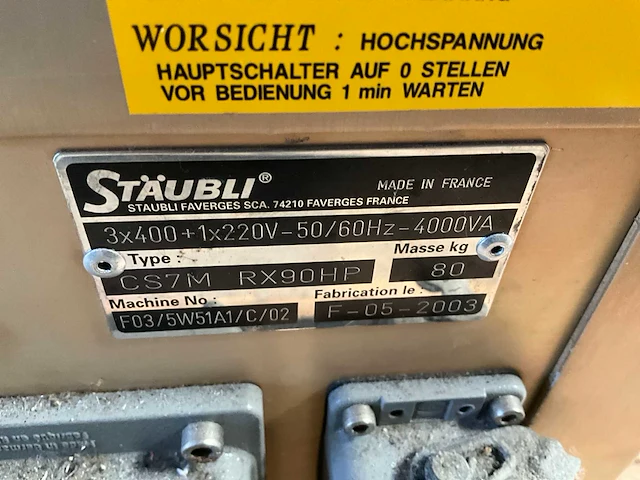 WORSICHT : HOCHSPANNUNG
HAUPTSCHALTER AUF 0 STELLEN
VOR BEDIENUNG 1 min WARTEN
STÄUBLI® MADE IN FRANCE
STAUBLI FAVERGES SCA. 74210 FAVERGES FRANCE
3x400+1x220V-50/60Hz-4000VA
Type : Masse kg
CS7M RX90HP 80
Machine No : Fabrication le :
F03/5W51A1/C/02 F-05-2003